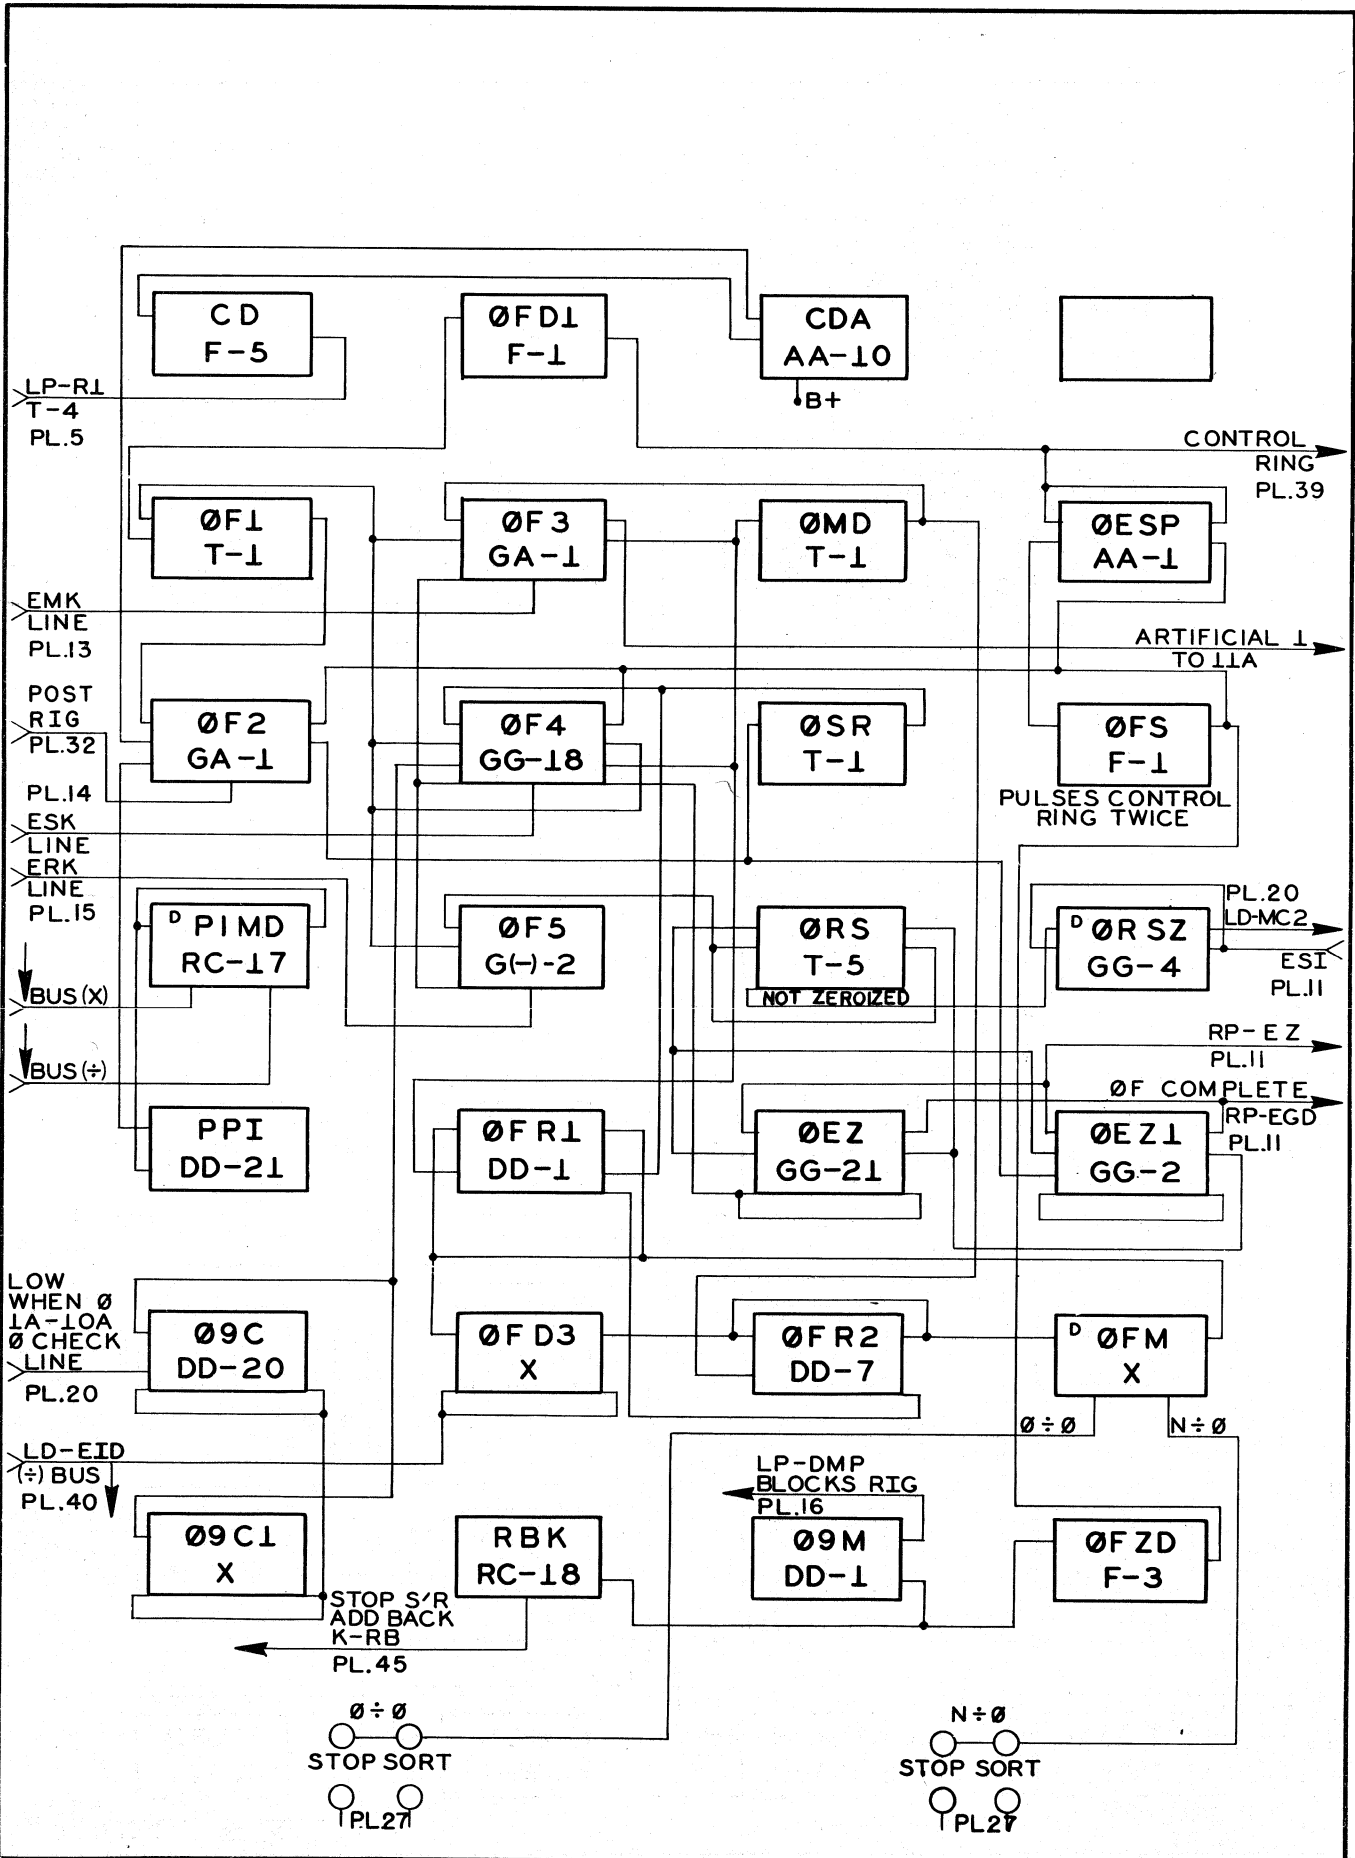 CD
F-5
ØFD1
F-1
CDA
AA-10
B+
LP-R1
T-4
PL.5
CONTROL
RING
PL.39
ØF1
T-1
ØF3
GA-1
ØMD
T-1
ØESP
AA-1
EMK
LINE
PL.13
ARTIFICIAL 1
TO 11A
POST
RIG
PL.32
ØF2
GA-1
ØF4
GG-18
ØSR
T-1
ØFS
F-1
PULSES CONTROL
RING TWICE
PL.14
ESK
LINE
ERK
LINE
PL.15
D PIMD
RC-17
ØF5
G(-)-2
ØRS
T-5
NOT ZEROIZED
D ØRSZ
GG-4
PL.20
LD-MC2
ESI
PL.11
BUS (X)
BUS (÷)
RP-EZ
PL.11
ØF COMPLETE
RP-EGD
PL.11
PPI
DD-21
ØFR1
DD-1
ØEZ
GG-21
ØEZ1
GG-2
LOW
WHEN Ø
1A-10A
Ø CHECK
LINE
PL.20
Ø9C
DD-20
ØFD3
X
ØFR2
DD-7
D ØFM
X
Ø÷Ø
N÷Ø
LD-EID
(÷) BUS
PL.40
LP-DMP
BLOCKS RIG
PL.16
Ø9C1
X
RBK
RC-18
Ø9M
DD-1
ØFZD
F-3
STOP S'R
ADD BACK
K-RB
PL.45
Ø÷Ø
STOP SORT
PL27
N÷Ø
STOP SORT
PL27